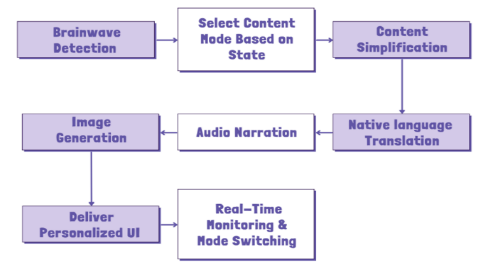 Brainwave
Detection
Select Content
Mode Based on
State
Content
Simplification
Native language
Translation
Audio Narration
Image
Generation
Deliver
Personalized UI
Real-Time
Monitoring &
Mode Switching